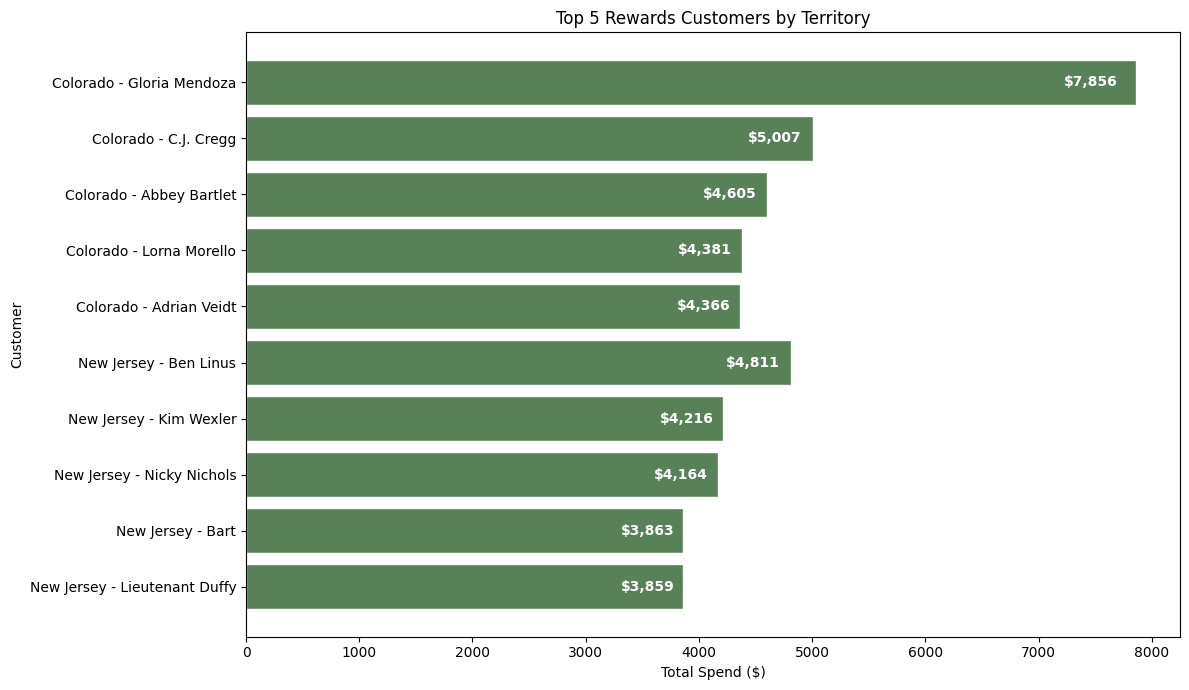 Top 5 Rewards Customers by Territory
Customer
Colorado - Gloria Mendoza $7,856
Colorado - C.J. Cregg $5,007
Colorado - Abbey Bartlet $4,605
Colorado - Lorna Morello $4,381
Colorado - Adrian Veidt $4,366
New Jersey - Ben Linus $4,811
New Jersey - Kim Wexler $4,216
New Jersey - Nicky Nichols $4,164
New Jersey - Bart $3,863
New Jersey - Lieutenant Duffy $3,859
0 1000 2000 3000 4000 5000 6000 7000 8000
Total Spend ($)